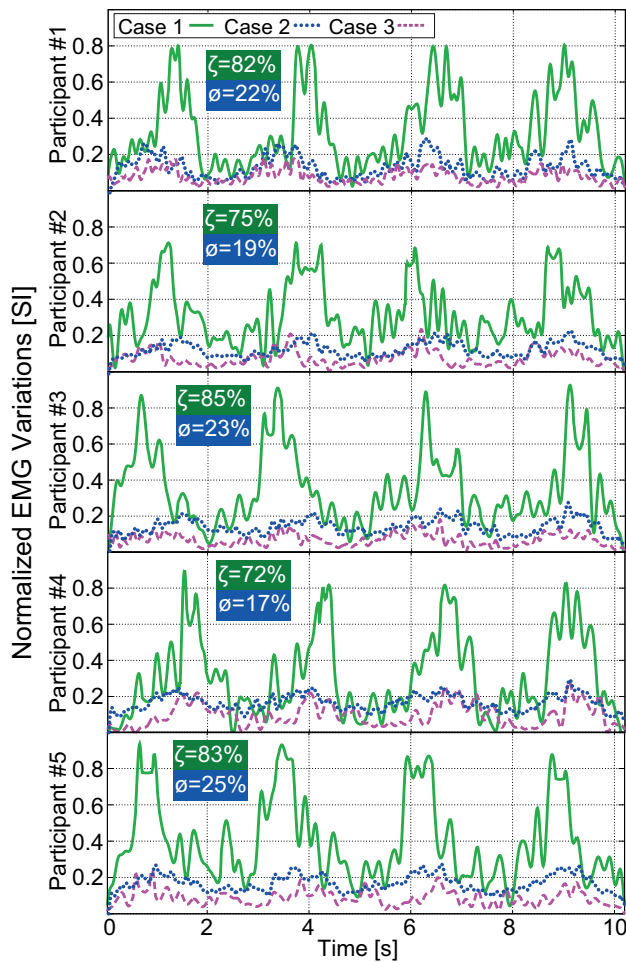 Case 1 Case 2 Case 3
Normalized EMG Variations [SI]
Participant #1
0.8
0.6
0.4
0.2
ζ=82%
ø=22%
Participant #2
0.8
0.6
0.4
0.2
ζ=75%
ø=19%
Participant #3
0.8
0.6
0.4
0.2
ζ=85%
ø=23%
Participant #4
0.8
0.6
0.4
0.2
ζ=72%
ø=17%
Participant #5
0.8
0.6
0.4
0.2
ζ=83%
ø=25%
0 2 4 6 8 10
Time [s]